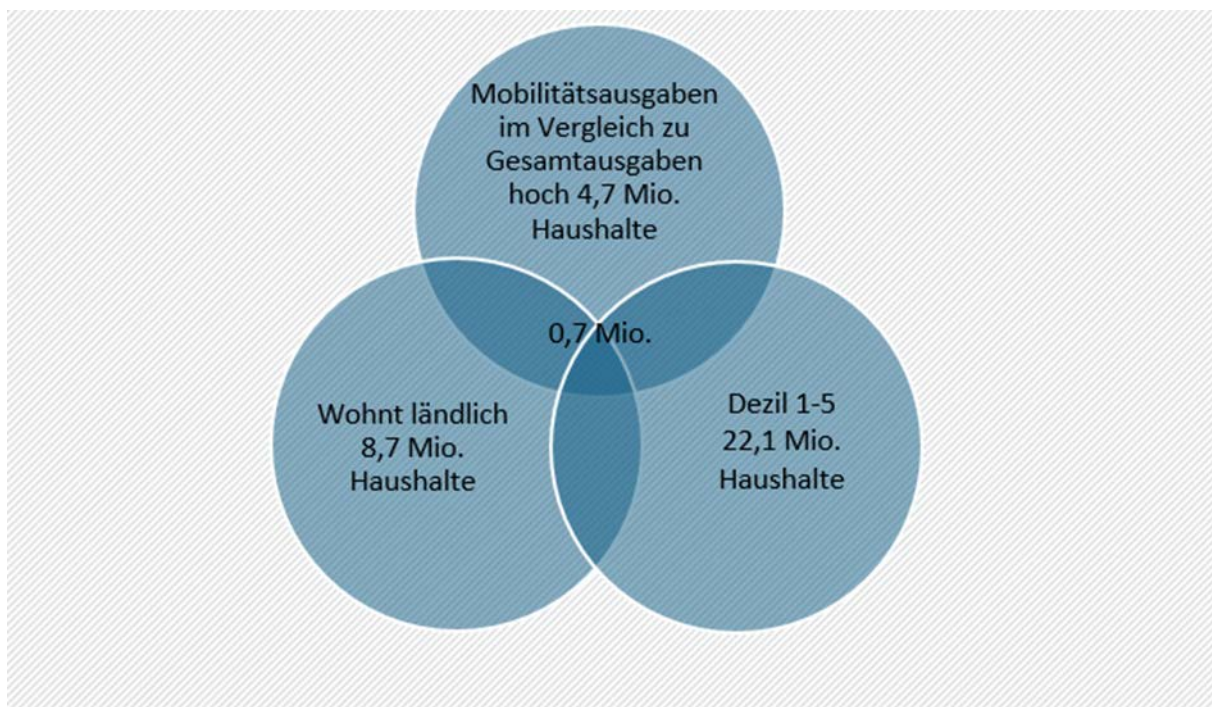 Mobilitätsausgaben
im Vergleich zu
Gesamtausgaben
hoch 4,7 Mio.
Haushalte
0,7 Mio.
Wohnt ländlich
8,7 Mio.
Haushalte
Dezil 1-5
22,1 Mio.
Haushalte